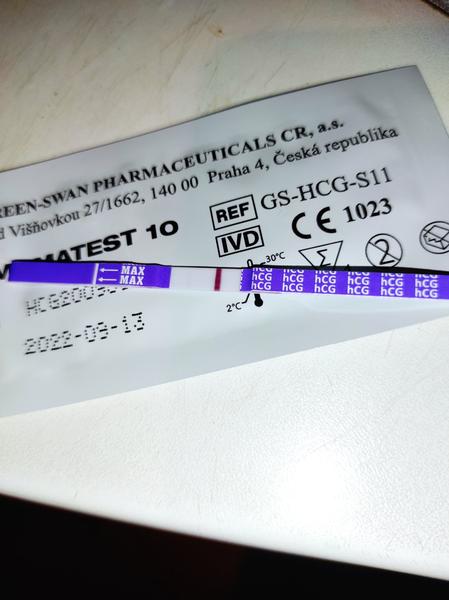 REEN-SWAN PHARMACEUTICALS CR, a.s.
d Višňovkou 27/1662, 140 00 Praha 4, Česká republika
MATEST 10
REF GS-HCG-S11
IVD CE 1023
30°C
2
MAX
MAX
hCG hCG hCG hCG hCG hCG
hCG hCG hCG hCG hCG hCG
hCG hCG hCG hCG hCG hCG
2°C
2022-09-13